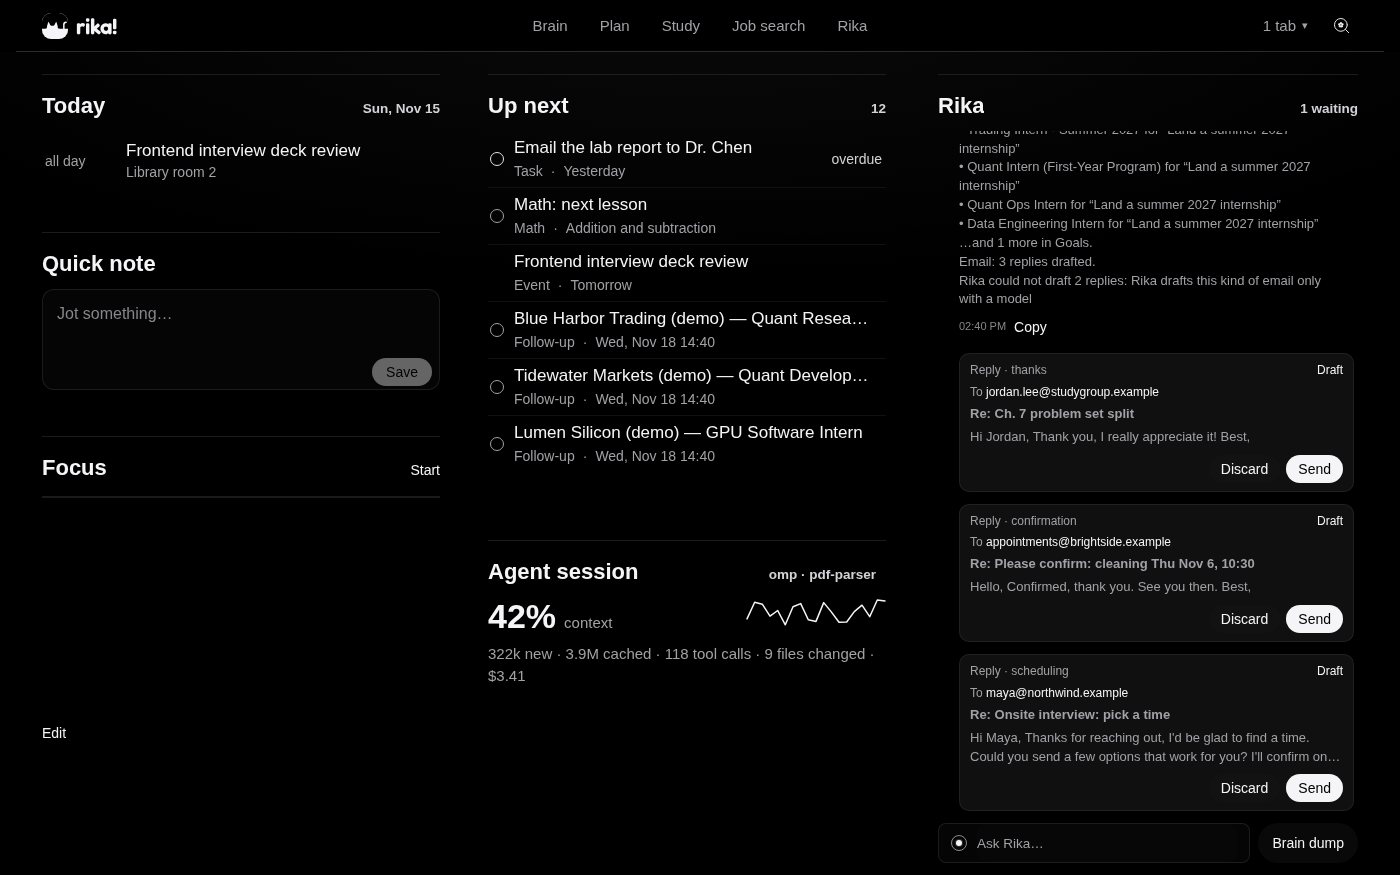 rika!
Brain
Plan
Study
Job search
Rika
1 tab ▾
Today
Sun, Nov 15
all day
Frontend interview deck review
Library room 2
Quick note
Jot something…
Save
Focus
Start
Edit
Up next
12
Email the lab report to Dr. Chen
Task · Yesterday
overdue
Math: next lesson
Math · Addition and subtraction
Frontend interview deck review
Event · Tomorrow
Blue Harbor Trading (demo) — Quant Resea…
Follow-up · Wed, Nov 18 14:40
Tidewater Markets (demo) — Quant Develop…
Follow-up · Wed, Nov 18 14:40
Lumen Silicon (demo) — GPU Software Intern
Follow-up · Wed, Nov 18 14:40
Agent session
omp · pdf-parser
42% context
322k new · 3.9M cached · 118 tool calls · 9 files changed ·
$3.41
Rika
1 waiting
Trading Intern · Summer 2027 for “Land a summer 2027
internship”
• Quant Intern (First-Year Program) for “Land a summer 2027
internship”
• Quant Ops Intern for “Land a summer 2027 internship”
• Data Engineering Intern for “Land a summer 2027 internship”
…and 1 more in Goals.
Email: 3 replies drafted.
Rika could not draft 2 replies: Rika drafts this kind of email only
with a model
02:40 PM Copy
Reply · thanks
Draft
To jordan.lee@studygroup.example
Re: Ch. 7 problem set split
Hi Jordan, Thank you, I really appreciate it! Best,
Discard
Send
Reply · confirmation
Draft
To appointments@brightside.example
Re: Please confirm: cleaning Thu Nov 6, 10:30
Hello, Confirmed, thank you. See you then. Best,
Discard
Send
Reply · scheduling
Draft
To maya@northwind.example
Re: Onsite interview: pick a time
Hi Maya, Thanks for reaching out, I'd be glad to find a time.
Could you send a few options that work for you? I'll confirm on…
Discard
Send
Ask Rika…
Brain dump